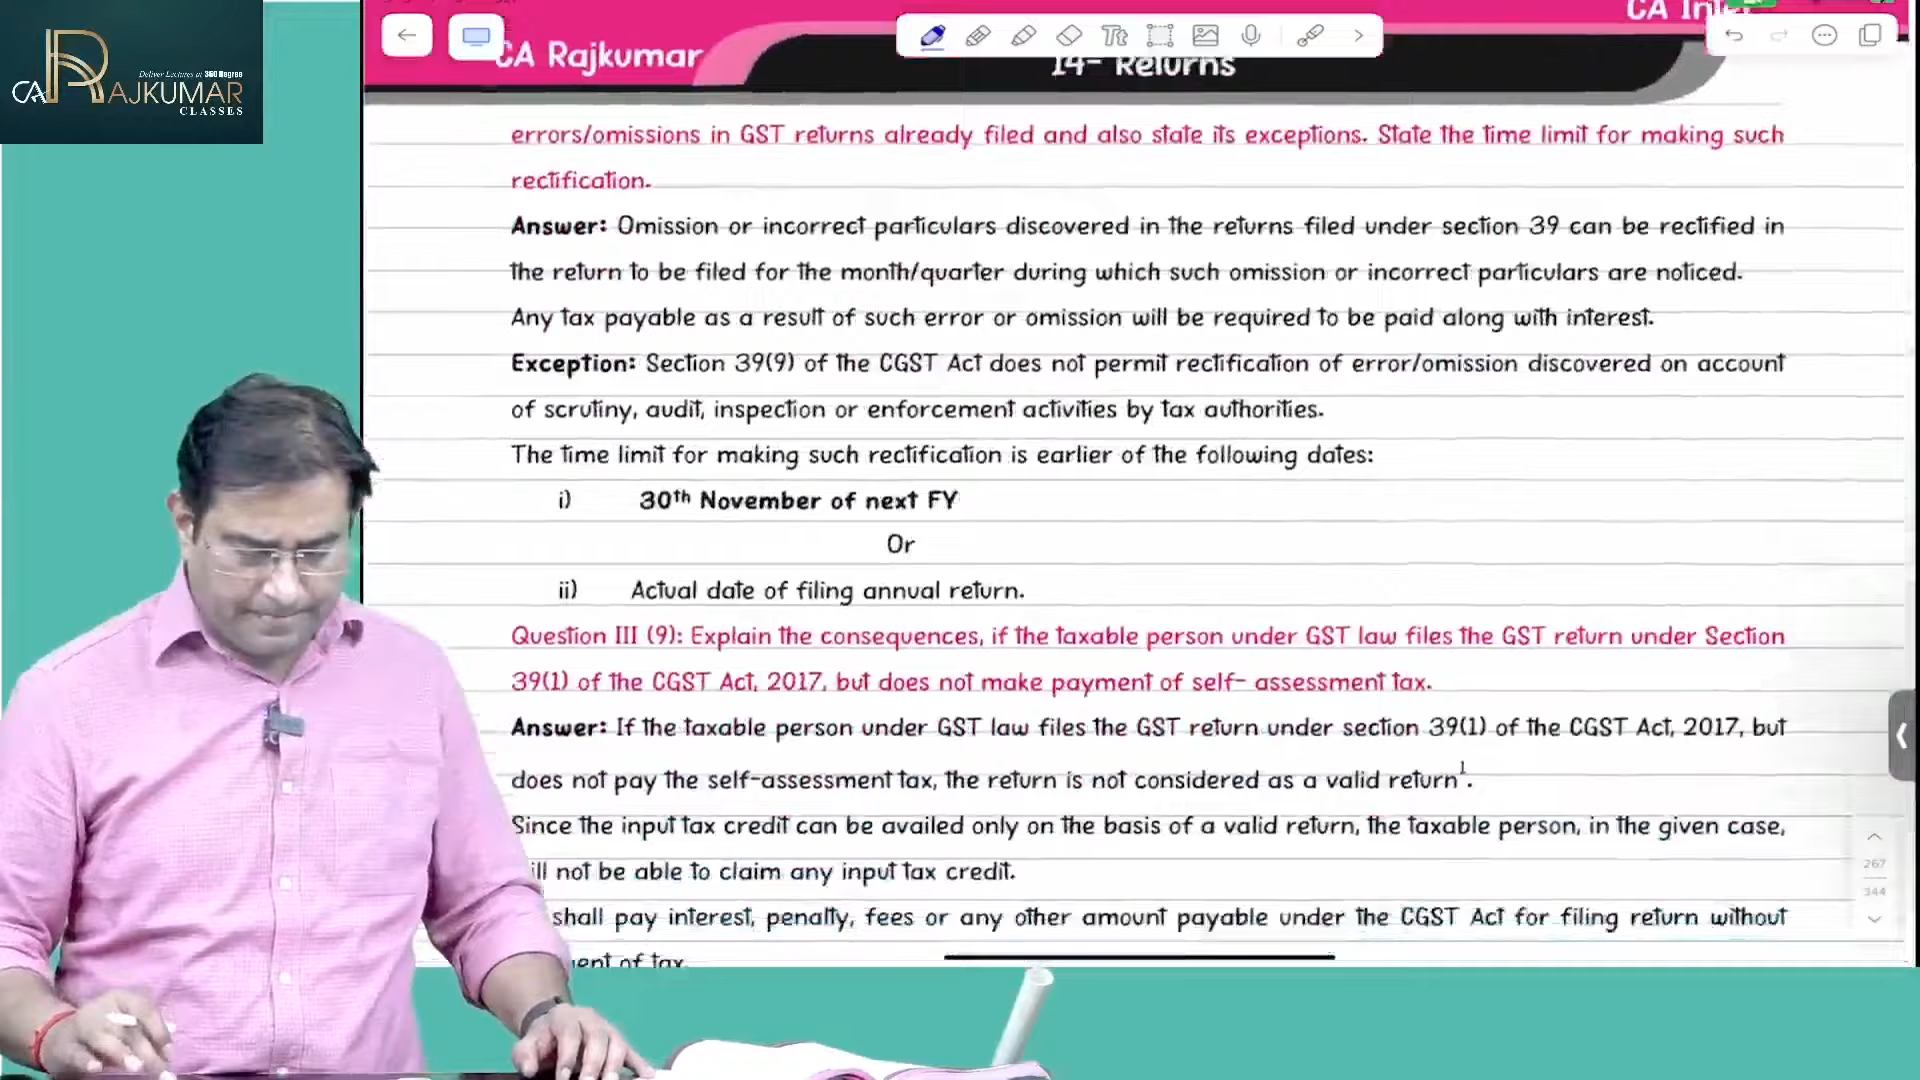 Deliver Lectures at 360 Degree
CA RAJKUMAR
CLASSES
CA Rajkumar
14- Returns
Tt
errors/omissions in GST returns already filed and also state its exceptions. State the time limit for making such
rectification.
Answer: Omission or incorrect particulars discovered in the returns filed under section 39 can be rectified in
the return to be filed for the month/quarter during which such omission or incorrect particulars are noticed.
Any tax payable as a result of such error or omission will be required to be paid along with interest.
Exception: Section 39(9) of the CGST Act does not permit rectification of error/omission discovered on account
of scrutiny, audit, inspection or enforcement activities by tax authorities.
The time limit for making such rectification is earlier of the following dates:
i) 30th November of next FY
Or
ii) Actual date of filing annual return.
Question III (9): Explain the consequences, if the taxable person under GST law files the GST return under Section
39(1) of the CGST Act, 2017, but does not make payment of self- assessment tax.
Answer: If the taxable person under GST law files the GST return under section 39(1) of the CGST Act, 2017, but
does not pay the self-assessment tax, the return is not considered as a valid return1.
Since the input tax credit can be availed only on the basis of a valid return, the taxable person, in the given case,
ill not be able to claim any input tax credit.
shall pay interest, penalty, fees or any other amount payable under the CGST Act for filing return without
ent of tax.
267
344